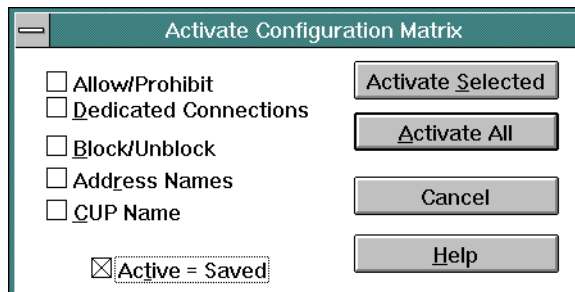 Activate Configuration Matrix
Allow/Prohibit
Dedicated Connections
Block/Unblock
Address Names
CUP Name
Active = Saved
Activate Selected
Activate All
Cancel
Help